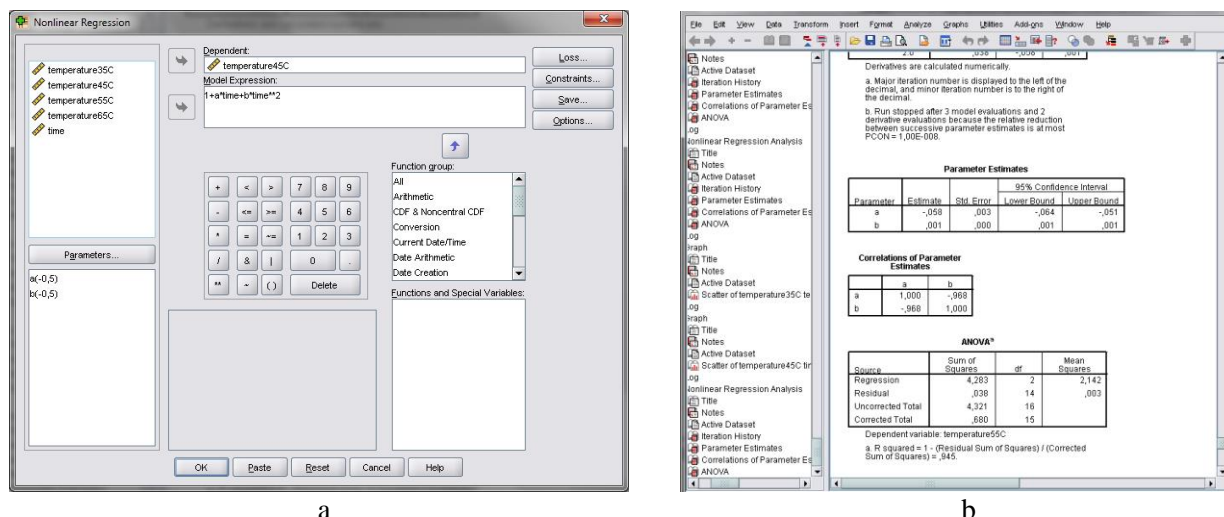 Nonlinear Regression
temperature35C
temperature45C
temperature55C
temperature65C
time
Dependent:
temperature45C
Model Expression:
1+a*time+b*time**2
Loss...
Constraints...
Save...
Options...
Function group:
All
Arithmetic
CDF & Noncentral CDF
Conversion
Current Date/Time
Date Arithmetic
Date Creation
+ < > 7 8 9
- <= >= 4 5 6
* = ~= 1 2 3
/ & | 0 .
** ~ () Delete
Parameters...
a(-0,5)
b(-0,5)
Functions and Special Variables:
OK Paste Reset Cancel Help
a
File Edit View Data Transform Insert Format Analyze Graphs Utilities Add-ons Window Help
Notes
Active Dataset
Iteration History
Parameter Estimates
Correlations of Parameter Es
ANOVA
.og
Nonlinear Regression Analysis
Title
Notes
Active Dataset
Iteration History
Parameter Estimates
Correlations of Parameter Es
ANOVA
.og
Graph
Title
Notes
Active Dataset
Scatter of temperature35C te
.og
Graph
Title
Notes
Active Dataset
Scatter of temperature45C tir
.og
Nonlinear Regression Analysis
Title
Notes
Active Dataset
Iteration History
Parameter Estimates
Correlations of Parameter Es
ANOVA
2.0 ,038 -,058 ,001
Derivatives are calculated numerically.
a. Major iteration number is displayed to the left of the
decimal, and minor iteration number is to the right of
the decimal.
b. Run stopped after 3 model evaluations and 2
derivative evaluations because the relative reduction
between successive parameter estimates is at most
PCON = 1,00E-008.
Parameter Estimates
95% Confidence Interval
Parameter Estimate Std. Error Lower Bound Upper Bound
a -,058 ,003 -,064 -,051
b ,001 ,000 ,001 ,001
Correlations of Parameter
Estimates
a b
a 1,000 -,968
b -,968 1,000
ANOVAa
Source Sum of Squares df Mean Squares
Regression 4,283 2 2,142
Residual ,038 14 ,003
Uncorrected Total 4,321 16
Corrected Total ,680 15
Dependent variable: temperature55C
a. R squared = 1 - (Residual Sum of Squares) / (Corrected
Sum of Squares) = ,945.
b